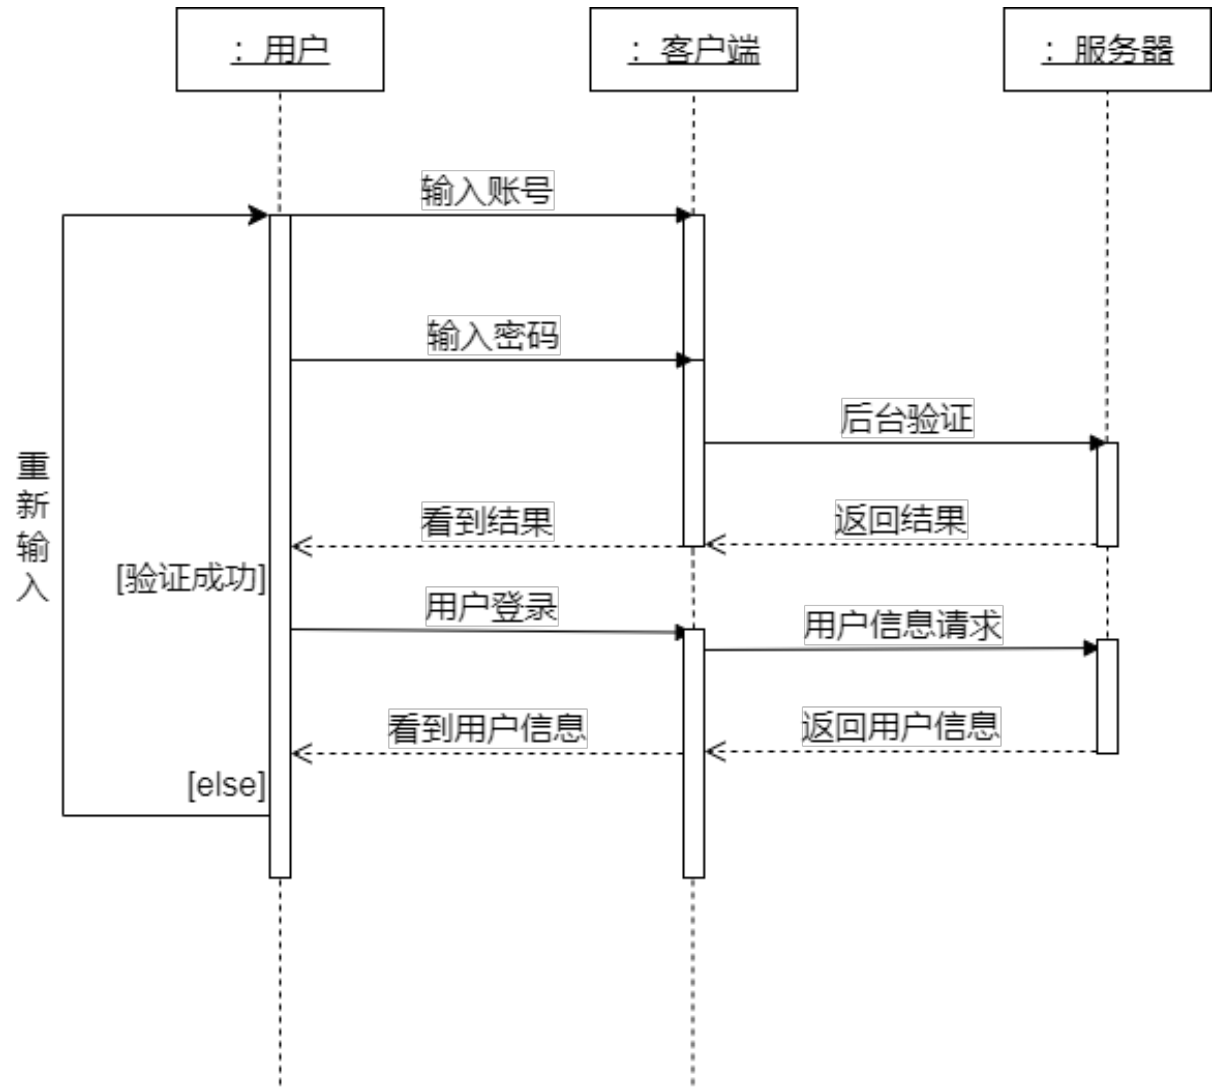 ：用户
：客户端
：服务器
输入账号
输入密码
后台验证
返回结果
看到结果
重新输入
[验证成功]
用户登录
用户信息请求
返回用户信息
看到用户信息
[else]